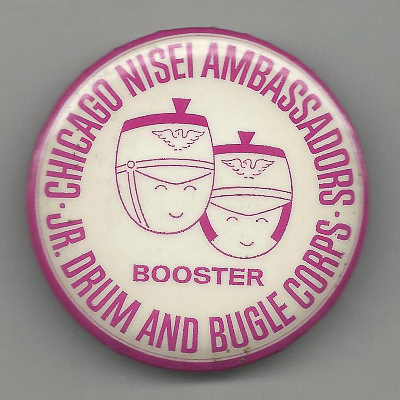 CHICAGO NISEI AMBASSADORS
· JR. DRUM AND BUGLE CORPS ·
BOOSTER